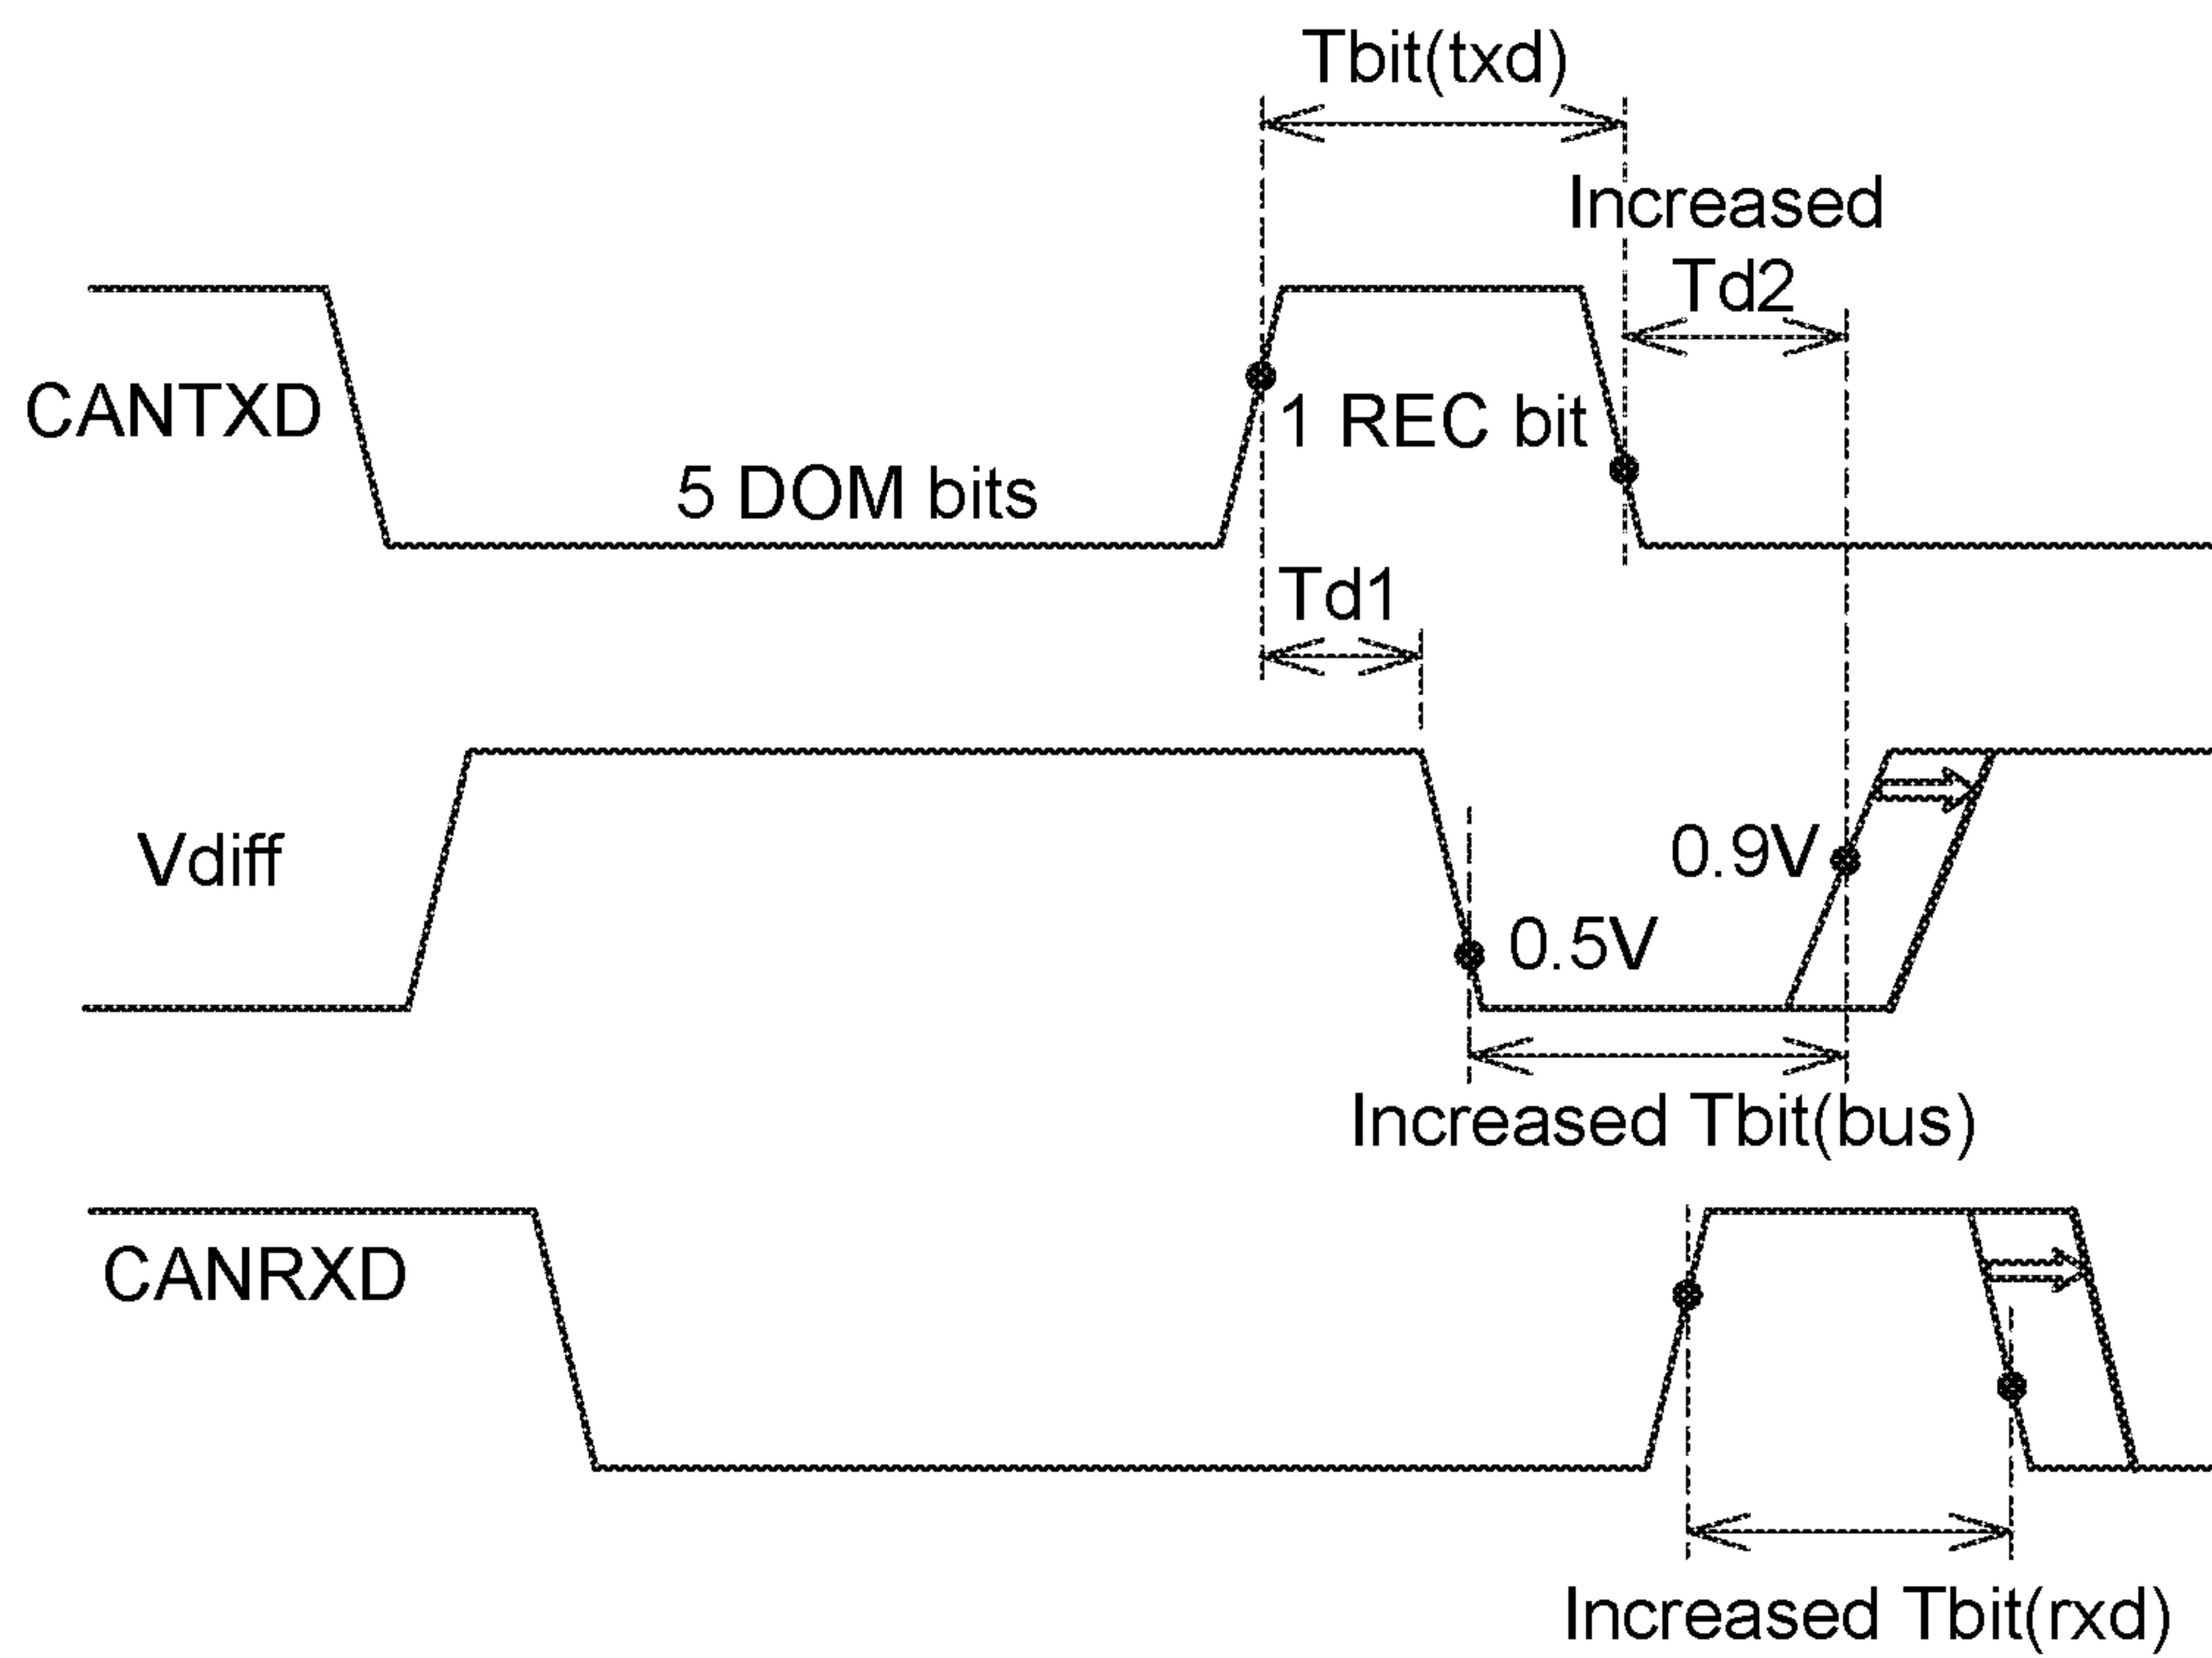 Tbit(txd)
Increased
Td2
CANTXD
1 REC bit
5 DOM bits
Td1
Vdiff
0.9V
0.5V
Increased Tbit(bus)
CANRXD
Increased Tbit(rxd)